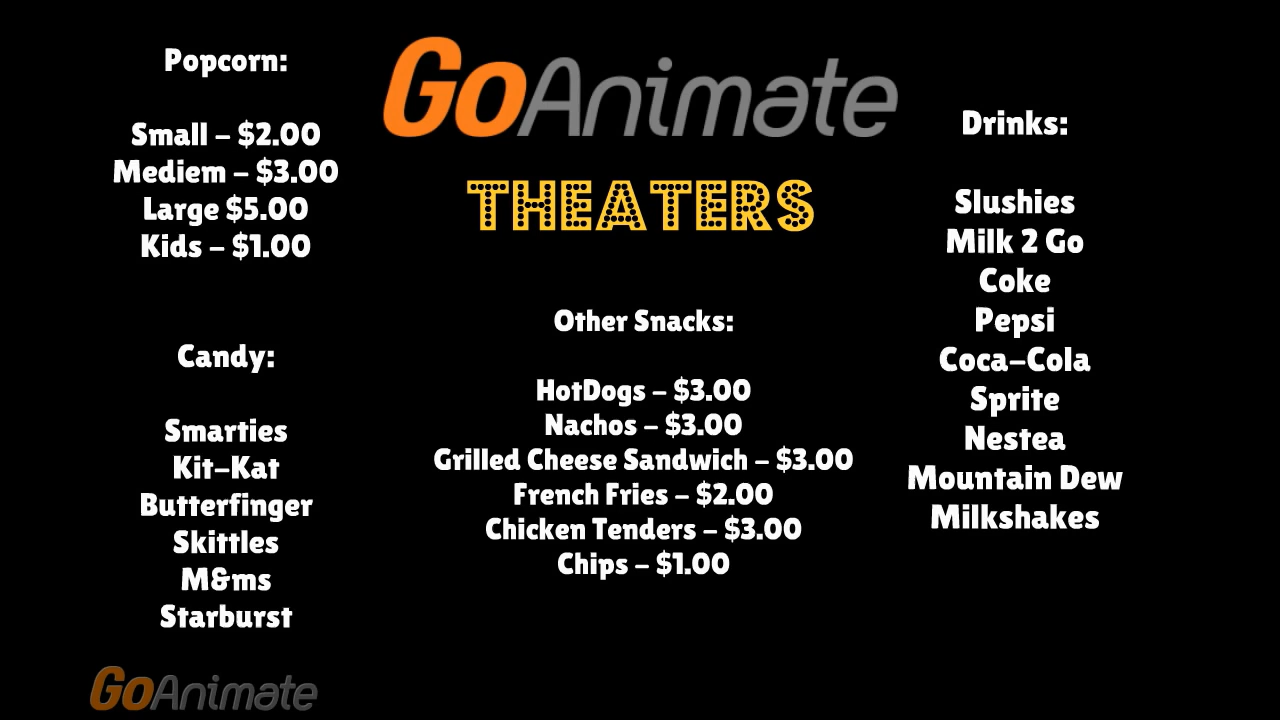 GoAnimate
THEATERS
Popcorn:
Small - $2.00
Mediem - $3.00
Large $5.00
Kids - $1.00
Candy:
Smarties
Kit-Kat
Butterfinger
Skittles
M&ms
Starburst
Other Snacks:
HotDogs - $3.00
Nachos - $3.00
Grilled Cheese Sandwich - $3.00
French Fries - $2.00
Chicken Tenders - $3.00
Chips - $1.00
Drinks:
Slushies
Milk 2 Go
Coke
Pepsi
Coca-Cola
Sprite
Nestea
Mountain Dew
Milkshakes
GoAnimate